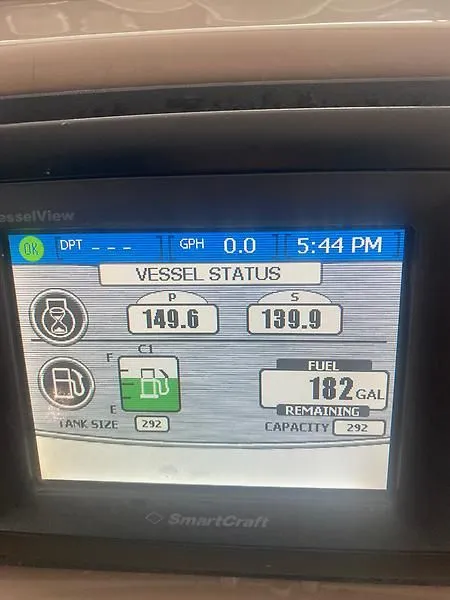 esselView
OK DPT - - - GPH 0.0 5:44 PM
VESSEL STATUS
P S
149.6 139.9
C1
F
FUEL
182 GAL
E
REMAINING
TANK SIZE 292 CAPACITY 292
SmartCraft